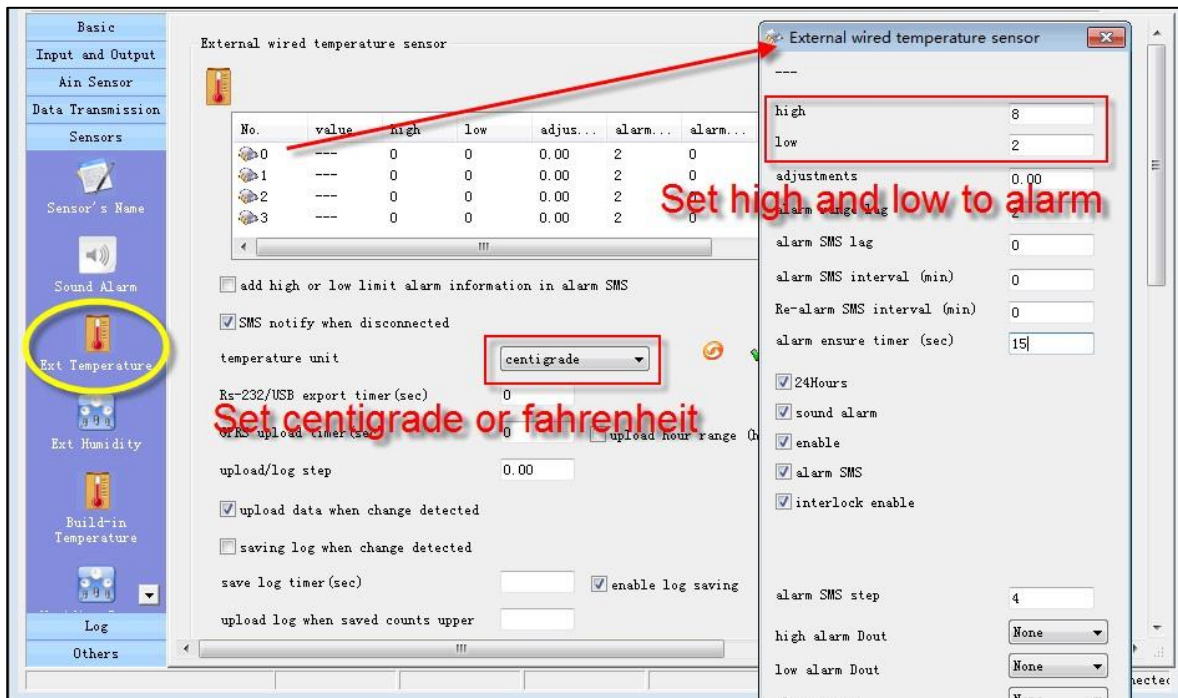 Basic
Input and Output
Ain Sensor
Data Transmission
Sensors
Sensor's Name
Sound Alarm
Ext Temperature
Ext Humidity
Build-in
Temperature
Log
Others
External wired temperature sensor
No. value high low adjus... alarm... alarm...
0 --- 0 0 0.00 2 0
1 --- 0 0 0.00 2 0
2 --- 0 0 0.00 2 0
3 --- 0 0 0.00 2 0
add high or low limit alarm information in alarm SMS
SMS notify when disconnected
temperature unit centigrade
Rs-232/USB export timer(sec) 0
Set centigrade or fahrenheit
GPRS upload timer(sec 0 upload hour range (h
upload/log step 0.00
upload data when change detected
saving log when change detected
save log timer(sec) enable log saving
upload log when saved counts upper
External wired temperature sensor
---
high 8
low 2
adjustments 0.00
Set high and low to alarm
alarm range lag 2
alarm SMS lag 0
alarm SMS interval (min) 0
Re-alarm SMS interval (min) 0
alarm ensure timer (sec) 15
24Hours
sound alarm
enable
alarm SMS
interlock enable
alarm SMS step 4
high alarm Dout None
low alarm Dout None